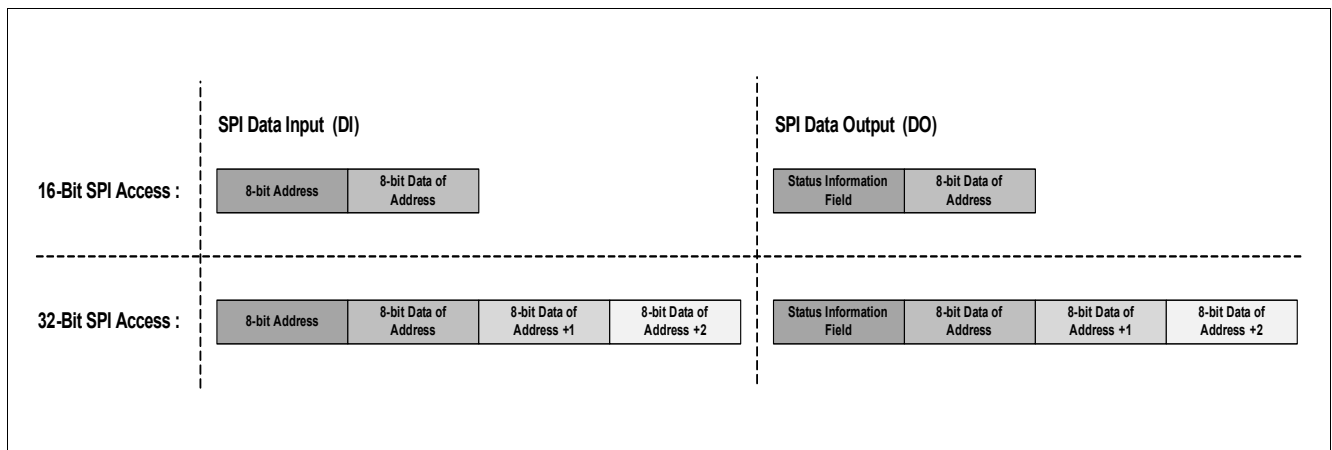 SPI Data Input (DI)
SPI Data Output (DO)
16-Bit SPI Access :
8-bit Address
8-bit Data of
Address
Status Information
Field
8-bit Data of
Address
32-Bit SPI Access :
8-bit Address
8-bit Data of
Address
8-bit Data of
Address +1
8-bit Data of
Address +2
Status Information
Field
8-bit Data of
Address
8-bit Data of
Address +1
8-bit Data of
Address +2